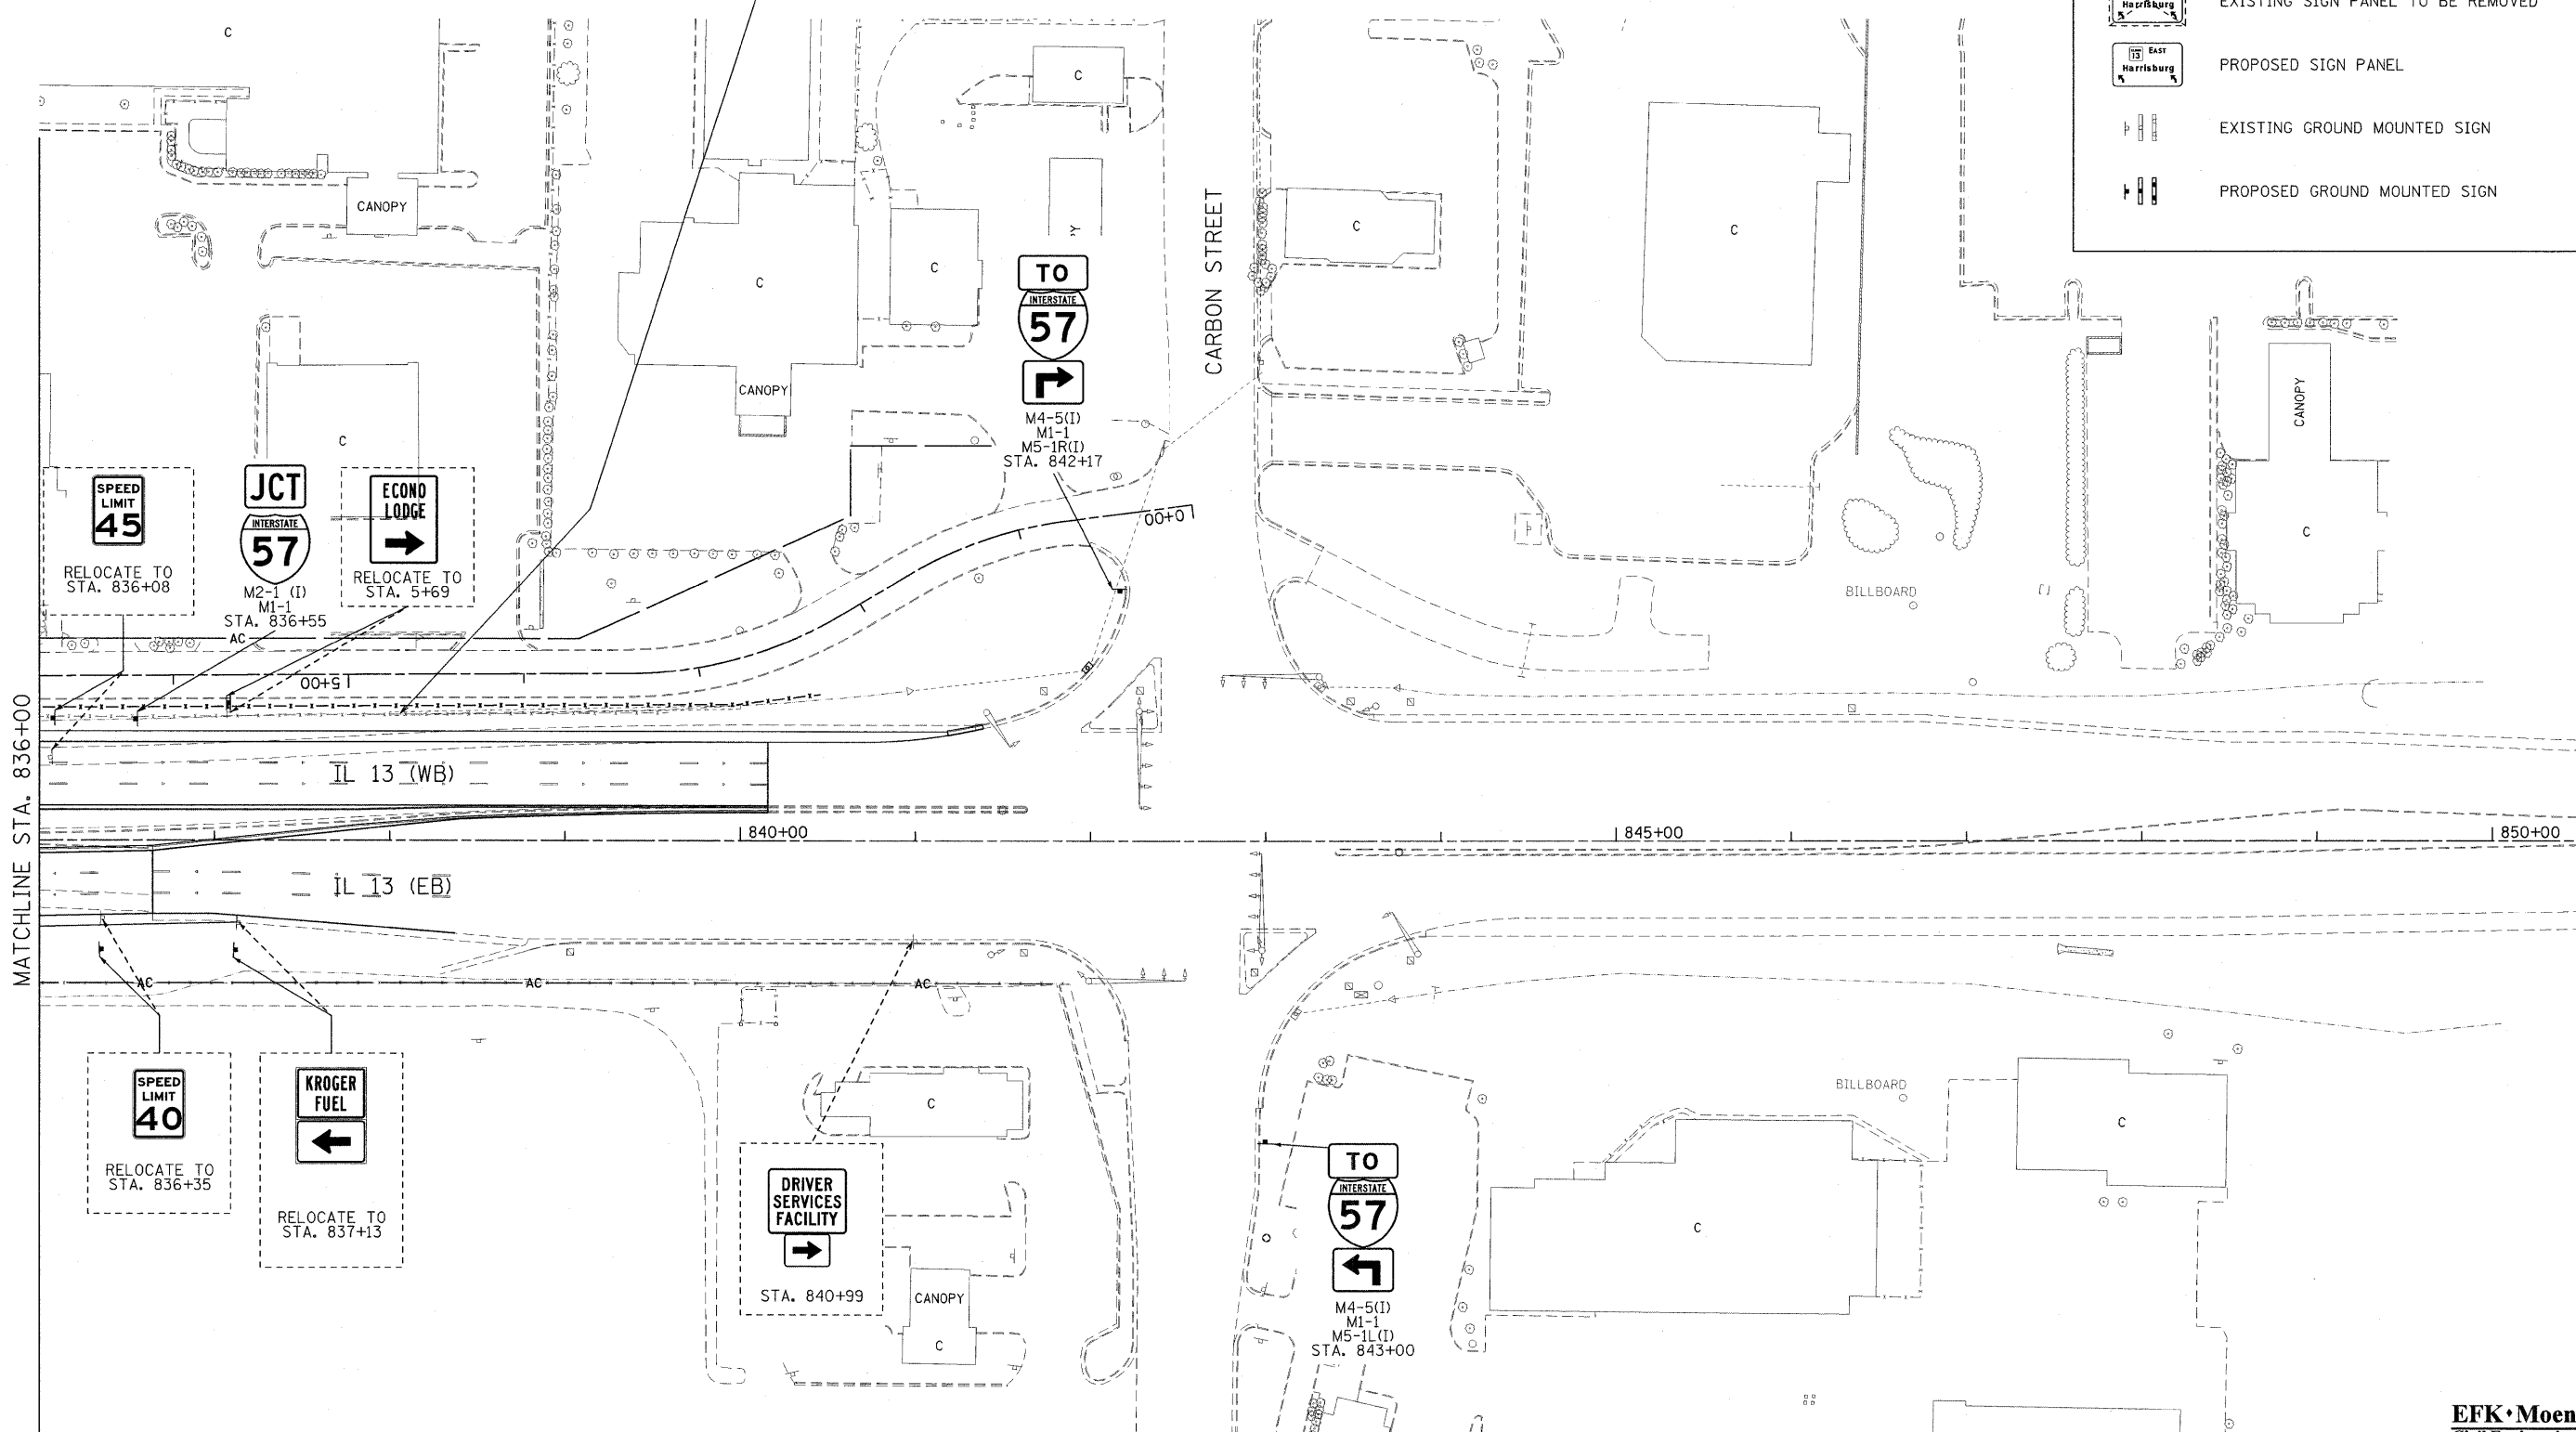 Harrisburg
EXISTING SIGN PANEL TO BE REMOVED
13 EAST
Harrisburg
PROPOSED SIGN PANEL
EXISTING GROUND MOUNTED SIGN
PROPOSED GROUND MOUNTED SIGN
C
C
CANOPY
C
C
C
C
C
CARBON STREET
CANOPY
CANOPY
C
C
TO
INTERSTATE
57
M4-5(I)
M1-1
M5-1R(I)
STA. 842+17
SPEED
LIMIT
45
RELOCATE TO
STA. 836+08
JCT
INTERSTATE
57
M2-1 (I)
M1-1
STA. 836+55
ECONO
LODGE
RELOCATE TO
STA. 5+69
AC
5+00
0+00
BILLBOARD
MATCHLINE STA. 836+00
IL 13 (WB)
840+00
845+00
850+00
IL 13 (EB)
AC
AC
AC
SPEED
LIMIT
40
RELOCATE TO
STA. 836+35
KROGER
FUEL
RELOCATE TO
STA. 837+13
DRIVER
SERVICES
FACILITY
STA. 840+99
C
CANOPY
C
TO
INTERSTATE
57
M4-5(I)
M1-1
M5-1L(I)
STA. 843+00
BILLBOARD
C
C
EFK•Moen